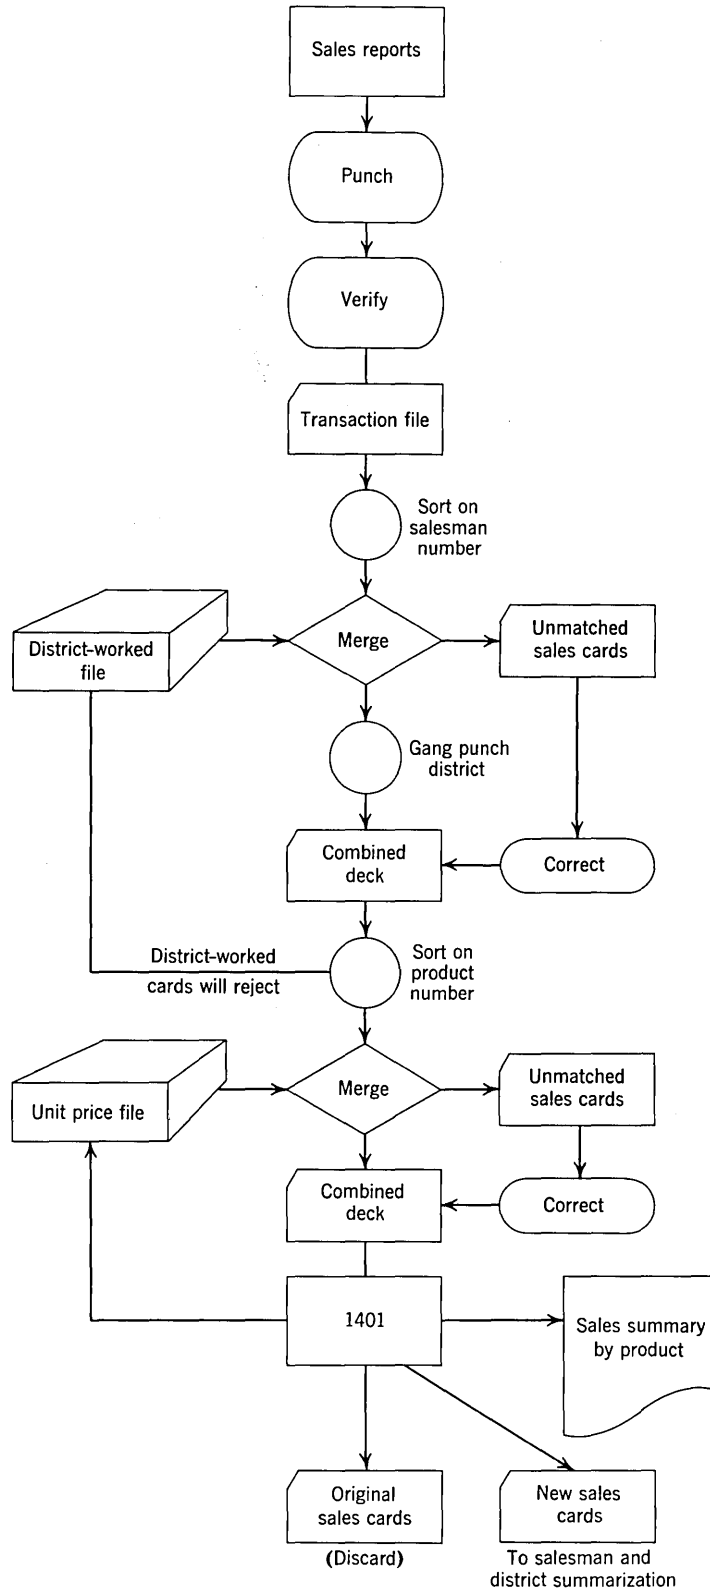 Sales reports
Punch
Verify
Transaction file
Sort on
salesman
number
District-worked
file
Merge
Unmatched
sales cards
Gang punch
district
Combined
deck
Correct
District-worked
cards will reject
Sort on
product
number
Unit price file
Merge
Unmatched
sales cards
Combined
deck
Correct
1401
Sales summary
by product
Original
sales cards
(Discard)
New sales
cards
To salesman and
district summarization